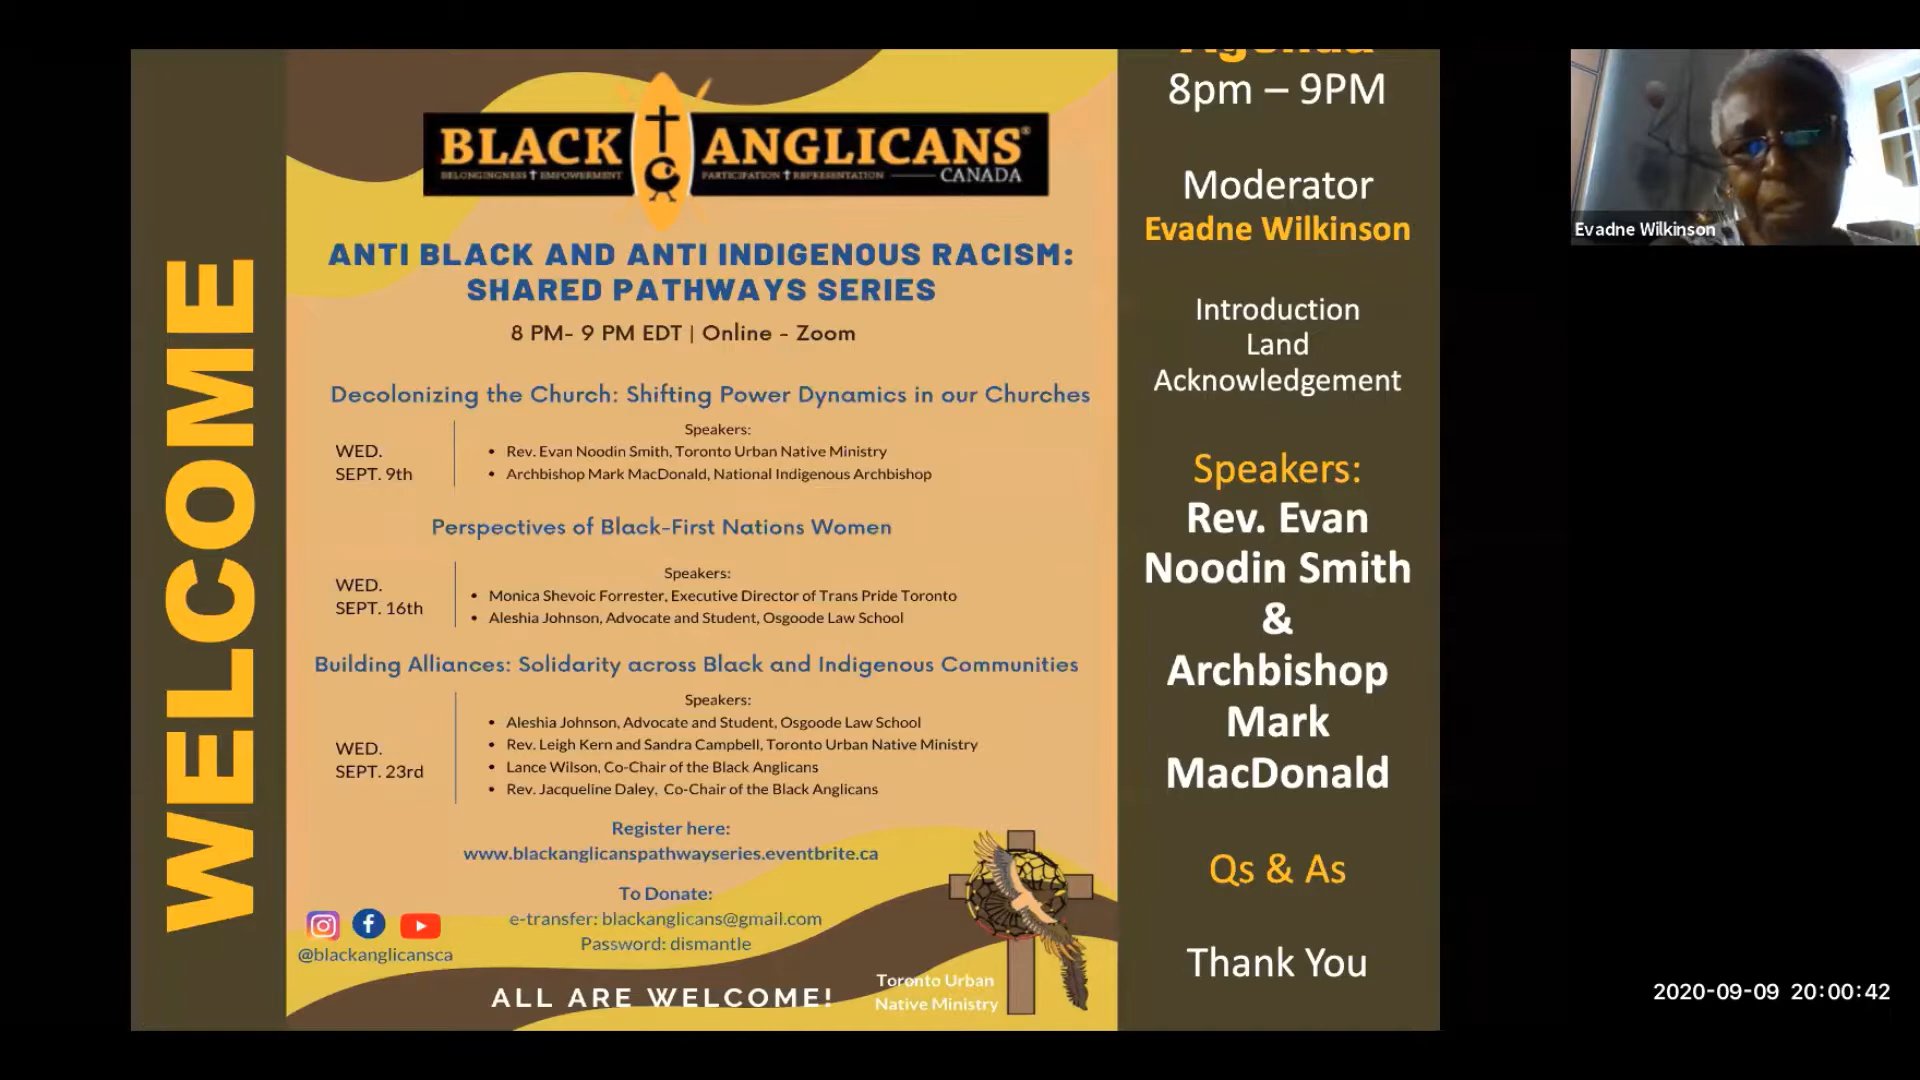 WELCOME
BLACK ANGLICANS®
BELONGINGNESS EMPOWERMENT PARTICIPATION REPRESENTATION CANADA
ANTI BLACK AND ANTI INDIGENOUS RACISM:
SHARED PATHWAYS SERIES
8 PM- 9 PM EDT | Online - Zoom
Decolonizing the Church: Shifting Power Dynamics in our Churches
WED.
SEPT. 9th
Speakers:
• Rev. Evan Noodin Smith, Toronto Urban Native Ministry
• Archbishop Mark MacDonald, National Indigenous Archbishop
Perspectives of Black-First Nations Women
WED.
SEPT. 16th
Speakers:
• Monica Shevoic Forrester, Executive Director of Trans Pride Toronto
• Aleshia Johnson, Advocate and Student, Osgoode Law School
Building Alliances: Solidarity across Black and Indigenous Communities
WED.
SEPT. 23rd
Speakers:
• Aleshia Johnson, Advocate and Student, Osgoode Law School
• Rev. Leigh Kern and Sandra Campbell, Toronto Urban Native Ministry
• Lance Wilson, Co-Chair of the Black Anglicans
• Rev. Jacqueline Daley, Co-Chair of the Black Anglicans
Register here:
www.blackanglicanspathwayseries.eventbrite.ca
To Donate:
e-transfer: blackanglicans@gmail.com
Password: dismantle
@blackanglicansca
ALL ARE WELCOME!
Toronto Urban
Native Ministry
Agenda
8pm – 9PM
Moderator
Evadne Wilkinson
Introduction
Land
Acknowledgement
Speakers:
Rev. Evan
Noodin Smith
&
Archbishop
Mark
MacDonald
Qs & As
Thank You
Evadne Wilkinson
2020-09-09 20:00:42